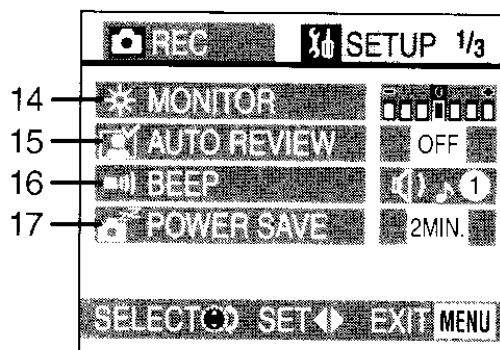 REC SETUP 1/3
14 MONITOR
15 AUTO REVIEW OFF
16 BEEP 1
17 POWER SAVE 2MIN.
SELECT SET EXIT MENU